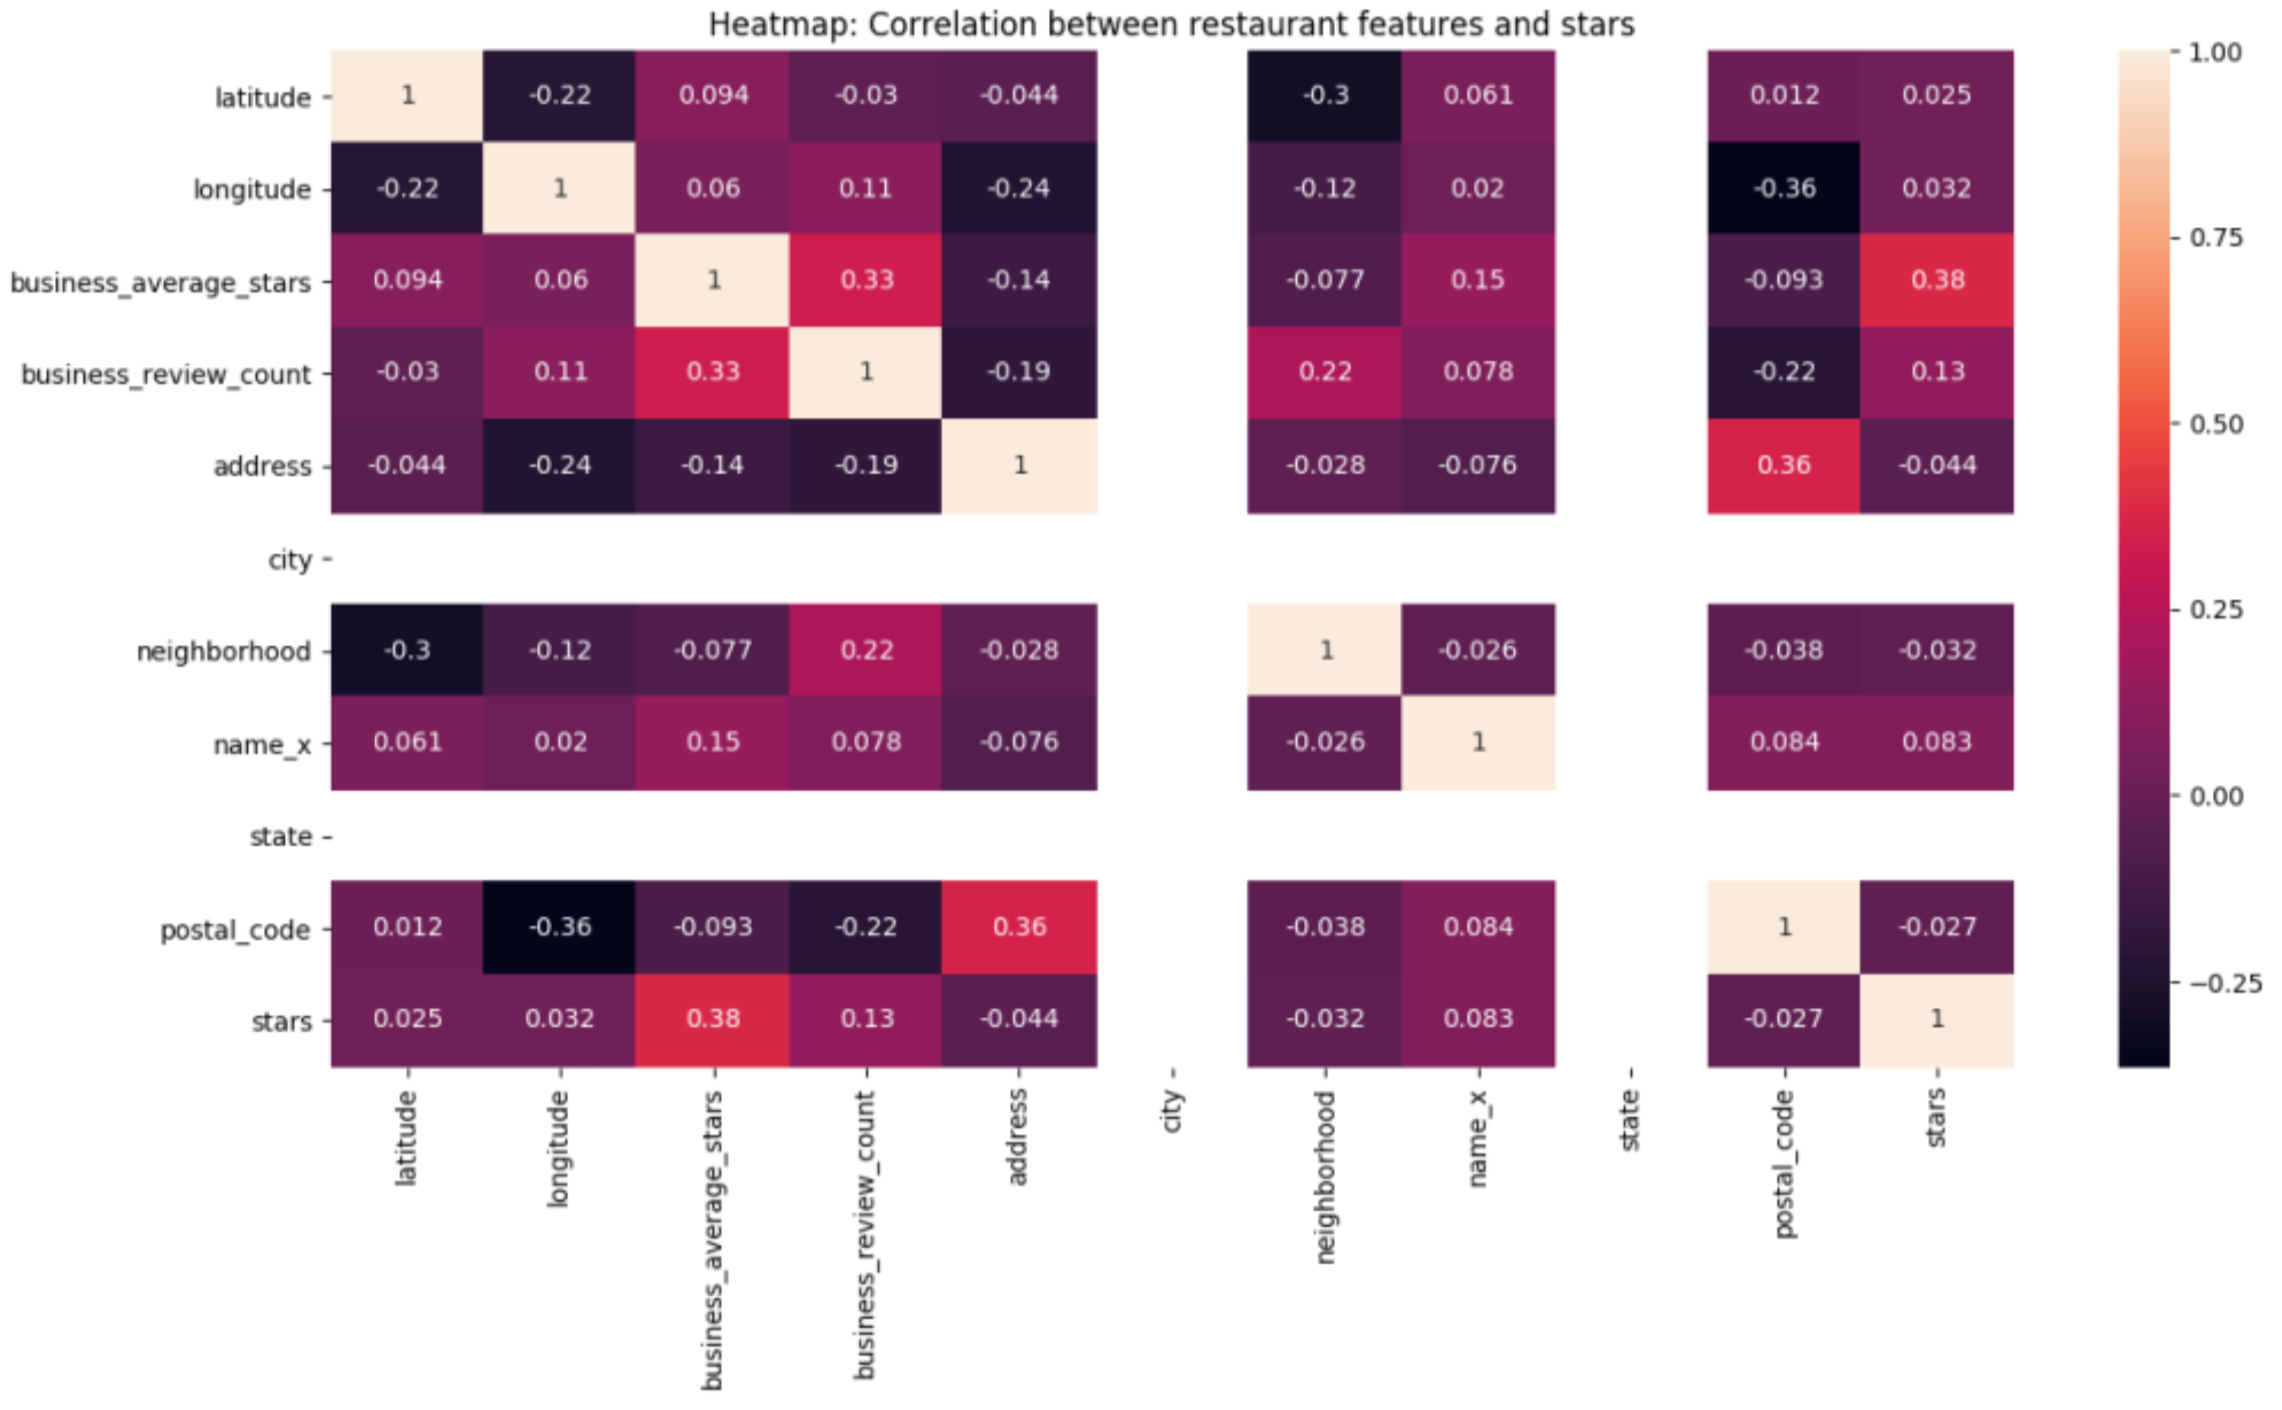 Heatmap: Correlation between restaurant features and stars
latitude 1 -0.22 0.094 -0.03 -0.044 -0.3 0.061 0.012 0.025
longitude -0.22 1 0.06 0.11 -0.24 -0.12 0.02 -0.36 0.032
business_average_stars 0.094 0.06 1 0.33 -0.14 -0.077 0.15 -0.093 0.38
business_review_count -0.03 0.11 0.33 1 -0.19 0.22 0.078 -0.22 0.13
address -0.044 -0.24 -0.14 -0.19 1 -0.028 -0.076 0.36 -0.044
city
neighborhood -0.3 -0.12 -0.077 0.22 -0.028 1 -0.026 -0.038 -0.032
name_x 0.061 0.02 0.15 0.078 -0.076 -0.026 1 0.084 0.083
state
postal_code 0.012 -0.36 -0.093 -0.22 0.36 -0.038 0.084 1 -0.027
stars 0.025 0.032 0.38 0.13 -0.044 -0.032 0.083 -0.027 1
latitude
longitude
business_average_stars
business_review_count
address
city
neighborhood
name_x
state
postal_code
stars
1.00
0.75
0.50
0.25
0.00
−0.25